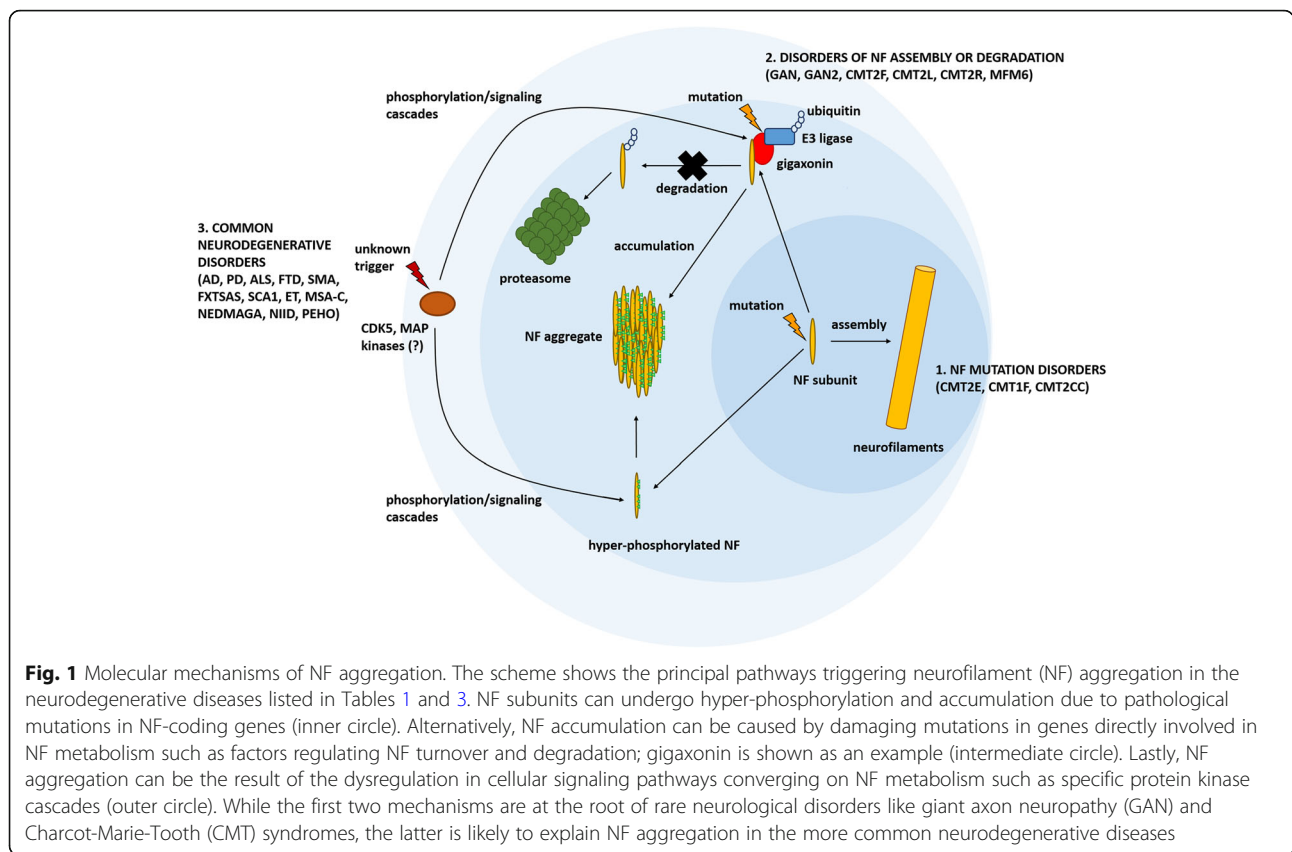 2. DISORDERS OF NF ASSEMBLY OR DEGRADATION
(GAN, GAN2, CMT2F, CMT2L, CMT2R, MFM6)
phosphorylation/signaling
cascades
mutation
ubiquitin
E3 ligase
gigaxonin
degradation
3. COMMON
NEURODEGENERATIVE
DISORDERS
(AD, PD, ALS, FTD, SMA,
FXTSAS, SCA1, ET, MSA-C,
NEDMAGA, NIID, PEHO)
unknown
trigger
accumulation
proteasome
CDK5, MAP
kinases (?)
NF aggregate
mutation
assembly
NF subunit
1. NF MUTATION DISORDERS
(CMT2E, CMT1F, CMT2CC)
neurofilaments
phosphorylation/signaling
cascades
hyper-phosphorylated NF
Fig. 1 Molecular mechanisms of NF aggregation. The scheme shows the principal pathways triggering neurofilament (NF) aggregation in the
neurodegenerative diseases listed in Tables 1 and 3. NF subunits can undergo hyper-phosphorylation and accumulation due to pathological
mutations in NF-coding genes (inner circle). Alternatively, NF accumulation can be caused by damaging mutations in genes directly involved in
NF metabolism such as factors regulating NF turnover and degradation; gigaxonin is shown as an example (intermediate circle). Lastly, NF
aggregation can be the result of the dysregulation in cellular signaling pathways converging on NF metabolism such as specific protein kinase
cascades (outer circle). While the first two mechanisms are at the root of rare neurological disorders like giant axon neuropathy (GAN) and
Charcot-Marie-Tooth (CMT) syndromes, the latter is likely to explain NF aggregation in the more common neurodegenerative diseases